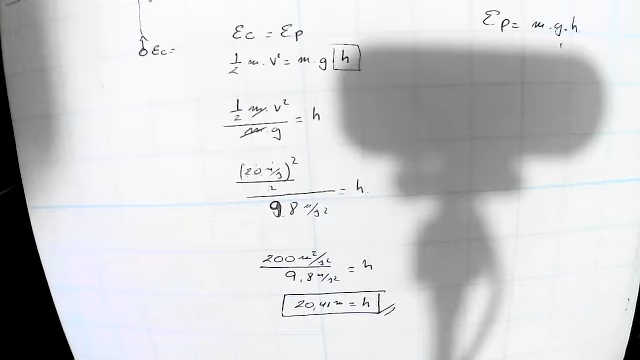 Ep = m.g.h
Ec = Ep
Ec =
1/2 m.v² = m.g h
1/2 m.v² / m.g = h
(20 m/s)²/2 / 9.8 m/s² = h
200 m²/s² / 9,8 m/s² = h
20,41 m = h